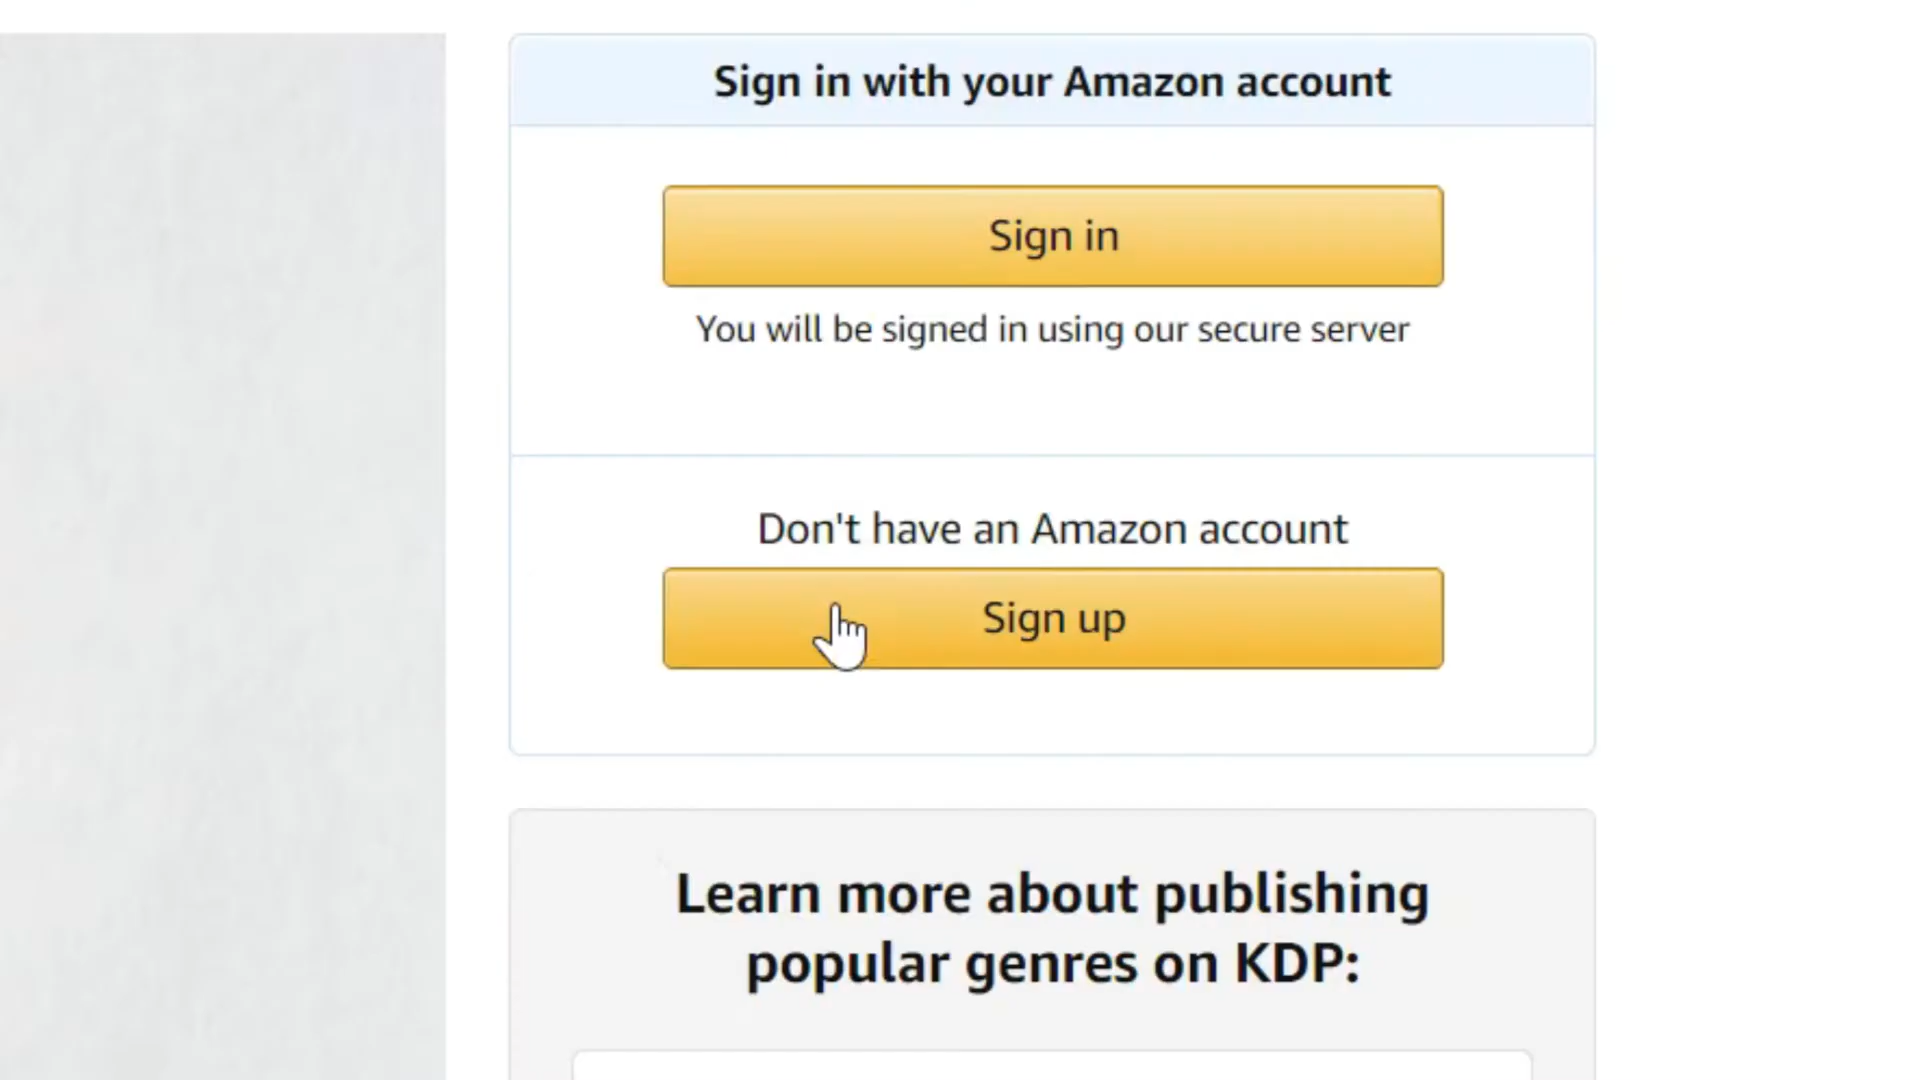 Sign in with your Amazon account
Sign in
You will be signed in using our secure server
Don't have an Amazon account
Sign up
Learn more about publishing
popular genres on KDP: